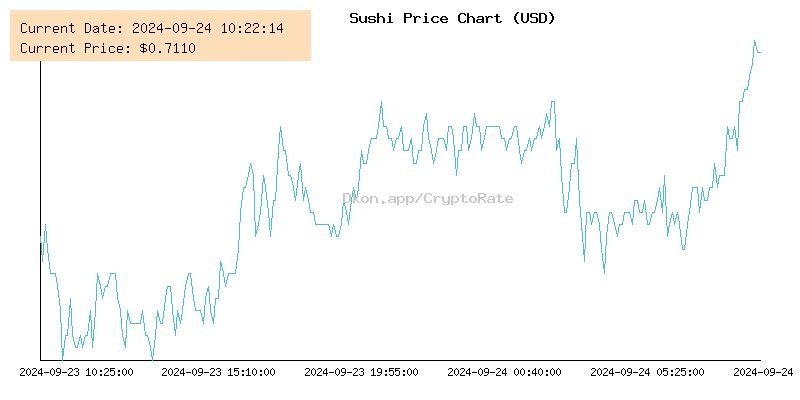 Sushi Price Chart (USD)
Current Date: 2024-09-24 10:22:14
Current Price: $0.7110
Dkon.app/CryptoRate
2024-09-23 10:25:00 2024-09-23 15:10:00 2024-09-23 19:55:00 2024-09-24 00:40:00 2024-09-24 05:25:00 2024-09-24